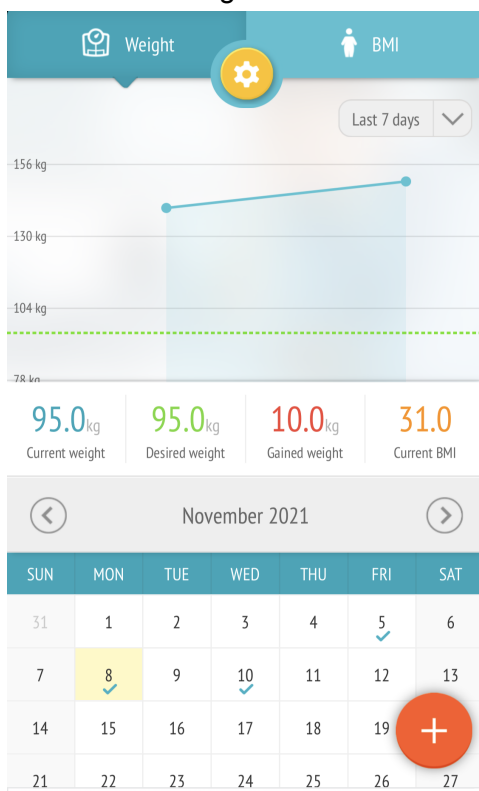 Weight
BMI
Last 7 days
156 kg
130 kg
104 kg
78 kg
95.0kg 95.0kg 10.0kg 31.0
Current weight Desired weight Gained weight Current BMI
November 2021
SUN MON TUE WED THU FRI SAT
31 1 2 3 4 5 6
7 8 9 10 11 12 13
14 15 16 17 18 19
21 22 23 24 25 26 27